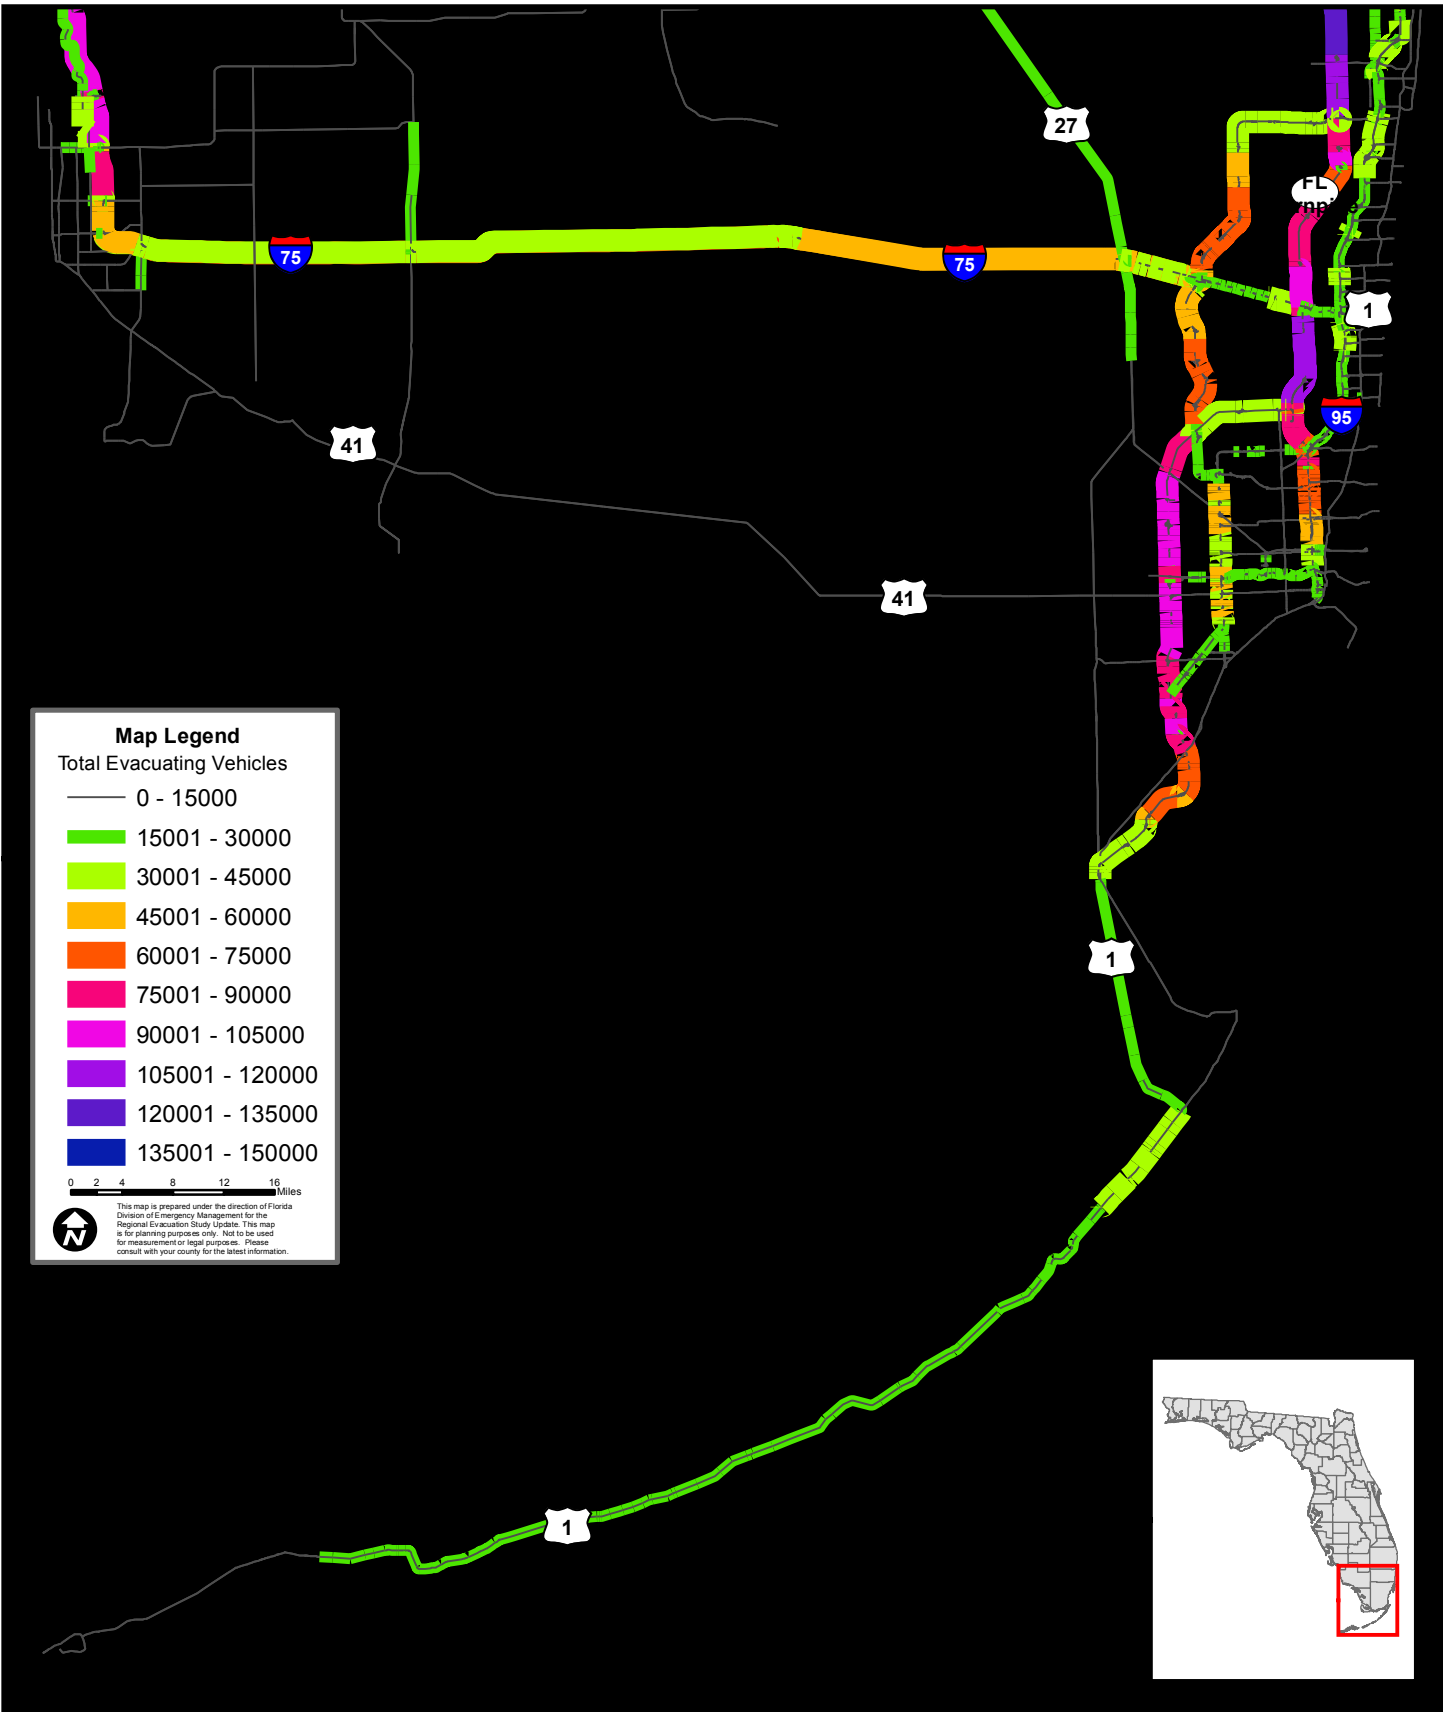 27
FL
75
75
1
95
41
41
Map Legend
Total Evacuating Vehicles
0 - 15000
15001 - 30000
30001 - 45000
45001 - 60000
60001 - 75000
75001 - 90000
90001 - 105000
105001 - 120000
120001 - 135000
135001 - 150000
0 2 4 8 12 16
Miles
This map is prepared under the direction of Florida
Division of Emergency Management for the
Regional Evacuation Study Update. This map
is for planning purposes only. Not to be used
for measurement or legal purposes. Please
consult with your county for the latest information.
N
1
1